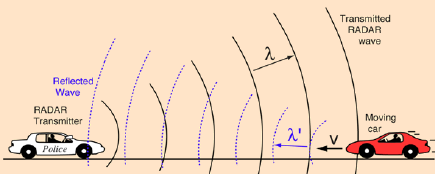 Transmitted
RADAR
wave
Reflected
Wave
λ
RADAR
Transmitter
Moving
car
λ'
V
Police